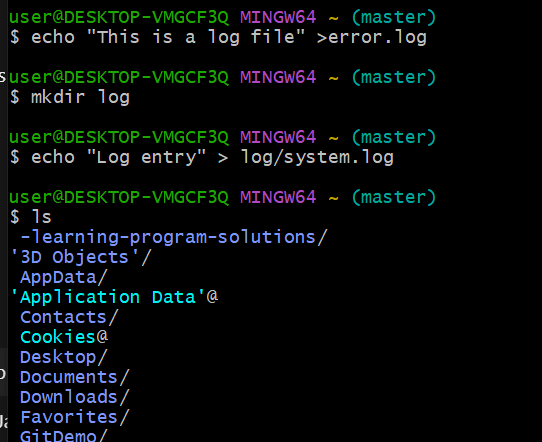 user@DESKTOP-VMGCF3Q MINGW64 ~ (master)
$ echo "This is a log file" >error.log
user@DESKTOP-VMGCF3Q MINGW64 ~ (master)
$ mkdir log
user@DESKTOP-VMGCF3Q MINGW64 ~ (master)
$ echo "Log entry" > log/system.log
user@DESKTOP-VMGCF3Q MINGW64 ~ (master)
$ ls
-learning-program-solutions/
'3D Objects'/
AppData/
'Application Data'@
Contacts/
Cookies@
Desktop/
Documents/
Downloads/
Favorites/
GitDemo/